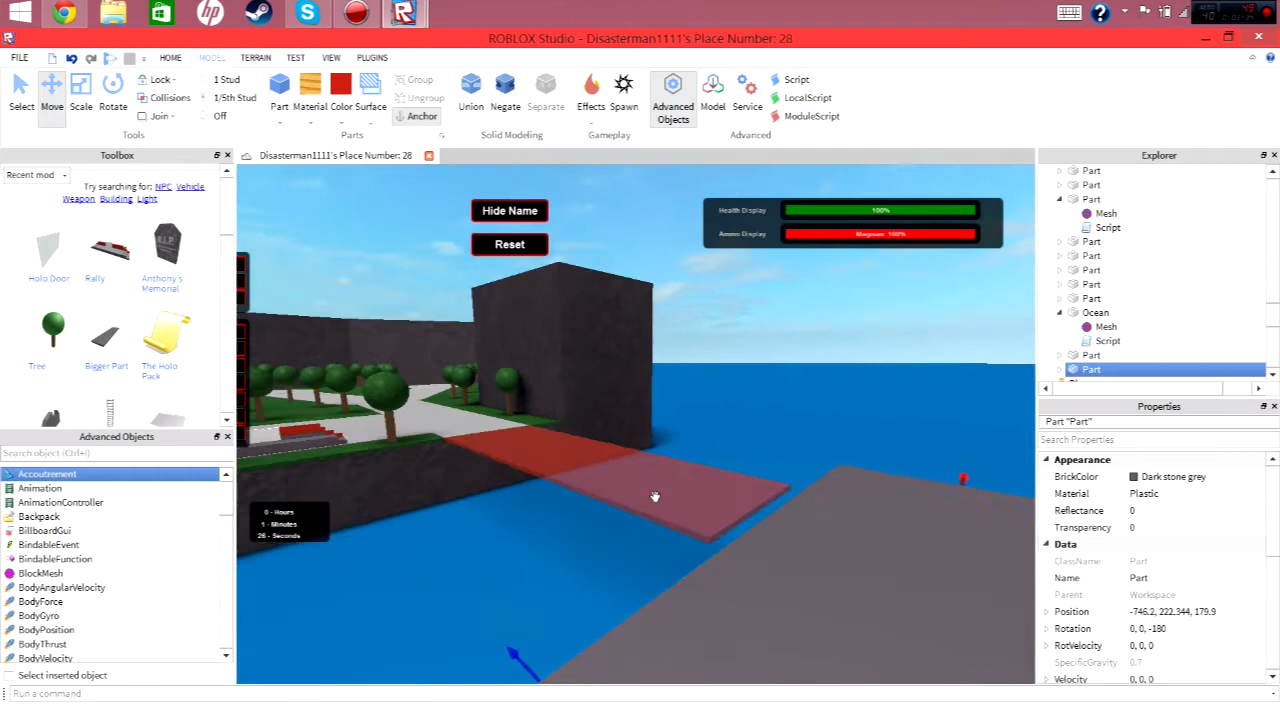 49
40 0:03:34
ROBLOX Studio - Disasterman1111's Place Number: 28
FILE HOME MODEL TERRAIN TEST VIEW PLUGINS
Select Move Scale Rotate
Lock
Collisions
Join
1 Stud
1/5th Stud
Off
Part Material Color Surface
Group
Ungroup
Anchor
Union Negate Separate
Effects Spawn
Advanced Objects
Model Service
Script
LocalScript
ModuleScript
Tools Parts Solid Modeling Gameplay Advanced
Toolbox
Disasterman1111's Place Number: 28
Explorer
Recent mod
Try searching for: NPC Vehicle
Weapon Building Light
Holo Door Rally Anthony's Memorial
Tree Bigger Part The Holo Pack
Advanced Objects
Search object (Ctrl+I)
Accoutrement
Animation
AnimationController
Backpack
BillboardGui
BindableEvent
BindableFunction
BlockMesh
BodyAngularVelocity
BodyForce
BodyGyro
BodyPosition
BodyThrust
BodyVelocity
Select inserted object
Run a command
Hide Name
Reset
Health Display 100%
Ammo Display Magnum 100%
0 - Hours
1 - Minutes
26 - Seconds
Part
Part
Part
Mesh
Script
Part
Part
Part
Part
Part
Ocean
Mesh
Script
Part
Part
Properties
Part "Part"
Search Properties
Appearance
BrickColor Dark stone grey
Material Plastic
Reflectance 0
Transparency 0
Data
ClassName Part
Name Part
Parent Workspace
Position -746.2, 222.344, 179.9
Rotation 0, 0, -180
RotVelocity 0, 0, 0
SpecificGravity 0.7
Velocity 0, 0, 0